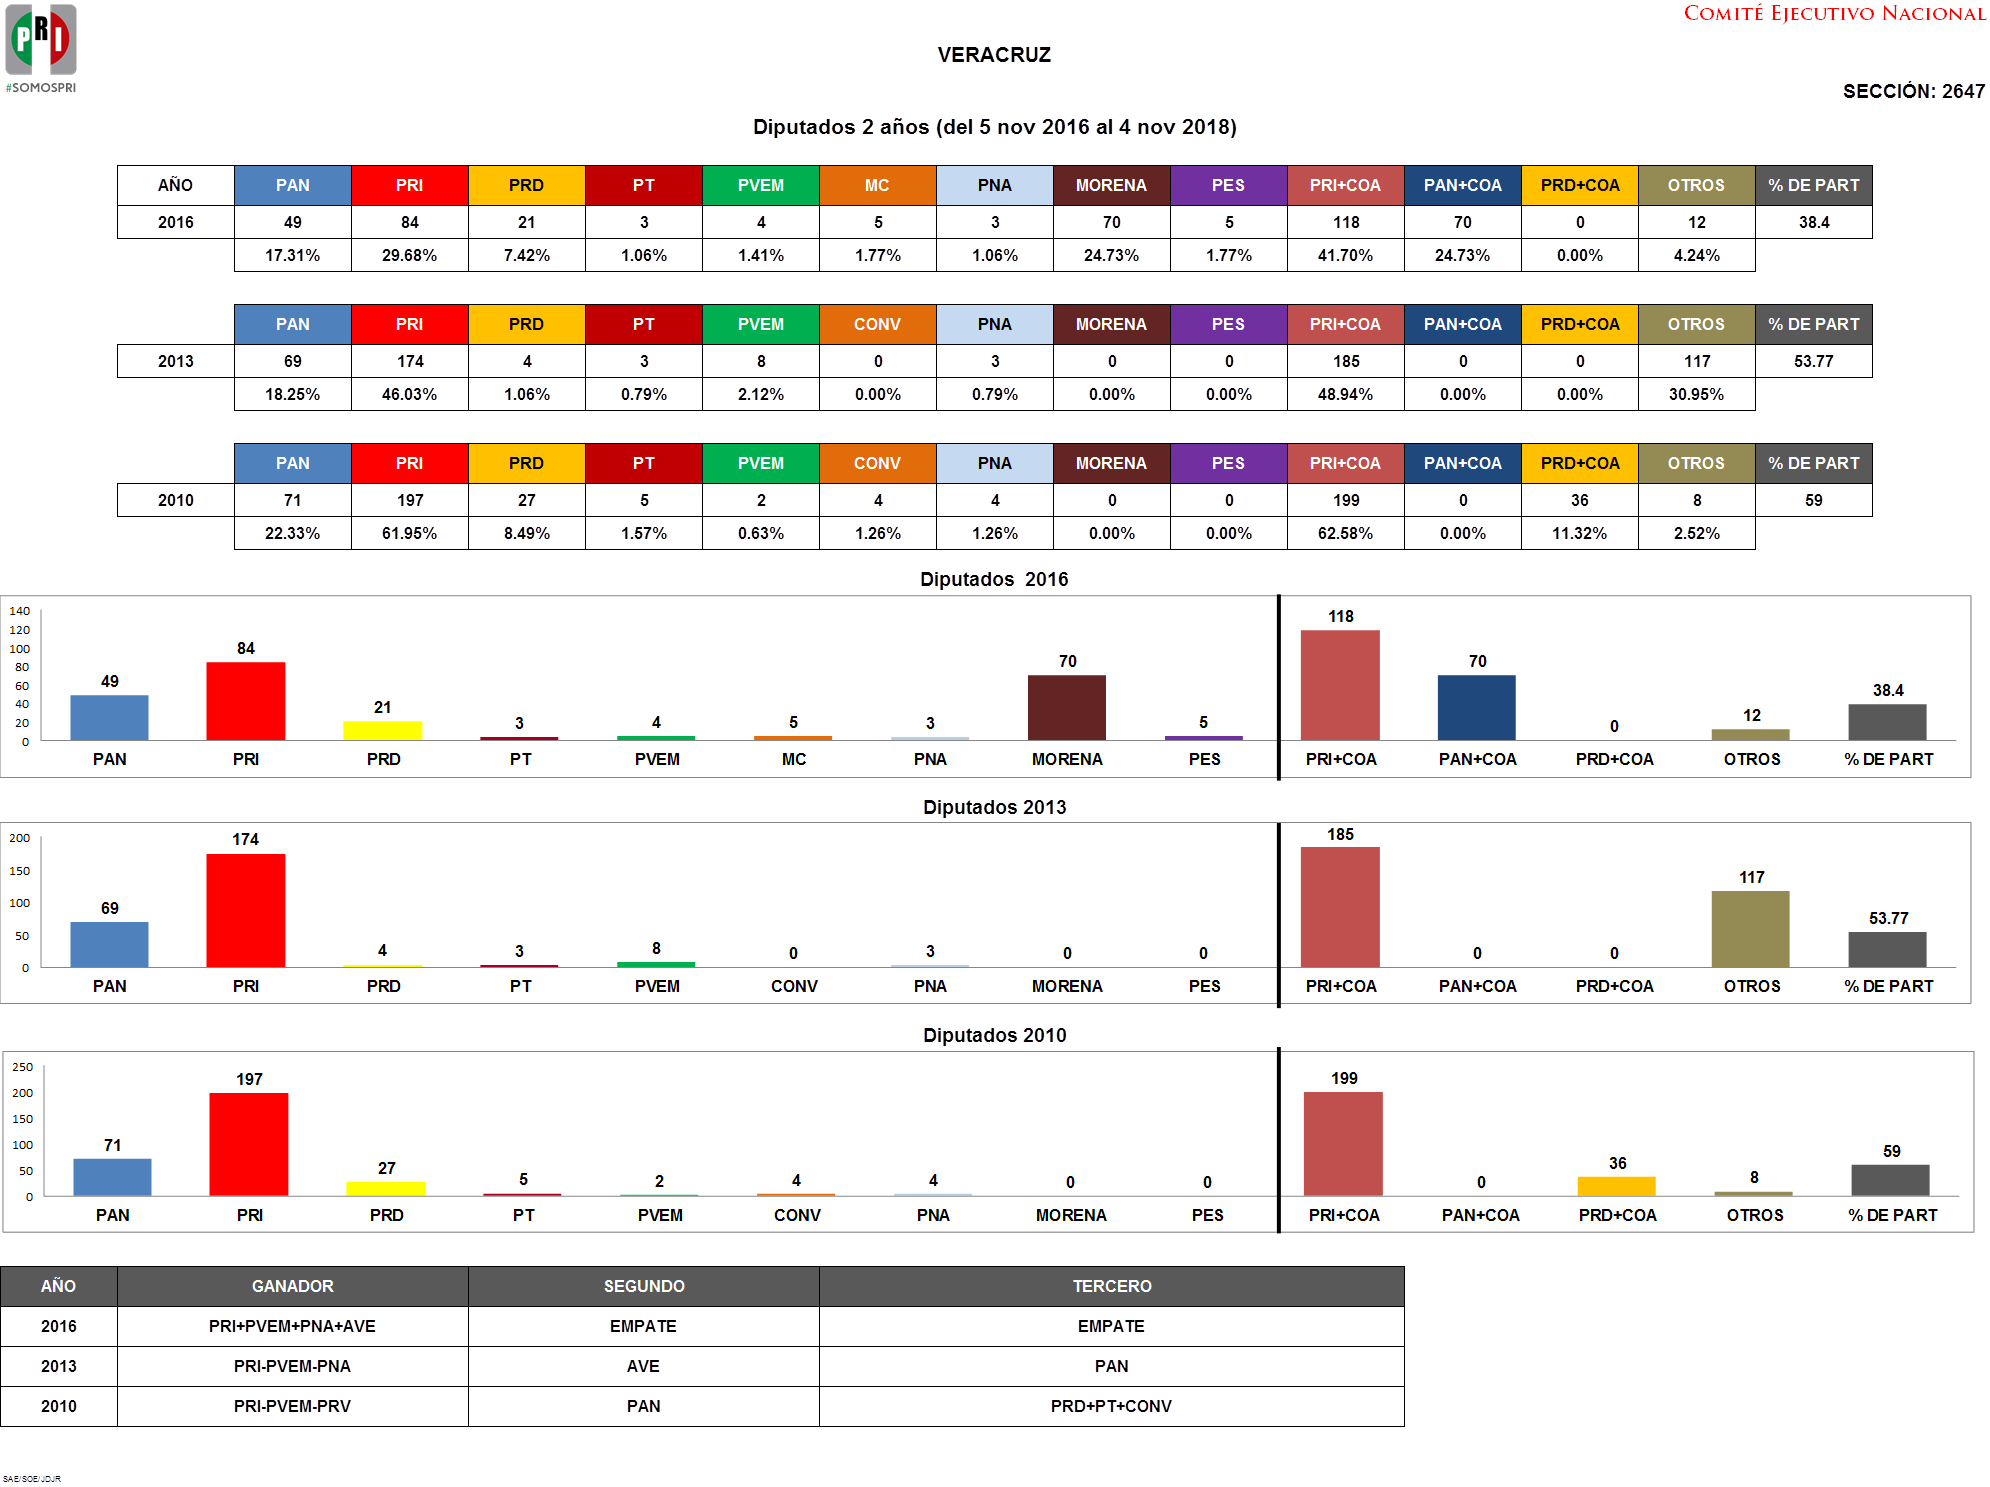 PRI
#SOMOSPRI
COMITÉ EJECUTIVO NACIONAL
VERACRUZ
SECCIÓN: 2647
Diputados 2 años (del 5 nov 2016 al 4 nov 2018)
AÑO PAN PRI PRD PT PVEM MC PNA MORENA PES PRI+COA PAN+COA PRD+COA OTROS % DE PART
2016 49 84 21 3 4 5 3 70 5 118 70 0 12 38.4
17.31% 29.68% 7.42% 1.06% 1.41% 1.77% 1.06% 24.73% 1.77% 41.70% 24.73% 0.00% 4.24%
PAN PRI PRD PT PVEM CONV PNA MORENA PES PRI+COA PAN+COA PRD+COA OTROS % DE PART
2013 69 174 4 3 8 0 3 0 0 185 0 0 117 53.77
18.25% 46.03% 1.06% 0.79% 2.12% 0.00% 0.79% 0.00% 0.00% 48.94% 0.00% 0.00% 30.95%
PAN PRI PRD PT PVEM CONV PNA MORENA PES PRI+COA PAN+COA PRD+COA OTROS % DE PART
2010 71 197 27 5 2 4 4 0 0 199 0 36 8 59
22.33% 61.95% 8.49% 1.57% 0.63% 1.26% 1.26% 0.00% 0.00% 62.58% 0.00% 11.32% 2.52%
Diputados 2016
140
120
100
80
60
40
20
0
49 84 21 3 4 5 3 70 5 118 70 0 12 38.4
PAN PRI PRD PT PVEM MC PNA MORENA PES PRI+COA PAN+COA PRD+COA OTROS % DE PART
Diputados 2013
200
150
100
50
0
69 174 4 3 8 0 3 0 0 185 0 0 117 53.77
PAN PRI PRD PT PVEM CONV PNA MORENA PES PRI+COA PAN+COA PRD+COA OTROS % DE PART
Diputados 2010
250
200
150
100
50
0
71 197 27 5 2 4 4 0 0 199 0 36 8 59
PAN PRI PRD PT PVEM CONV PNA MORENA PES PRI+COA PAN+COA PRD+COA OTROS % DE PART
AÑO GANADOR SEGUNDO TERCERO
2016 PRI+PVEM+PNA+AVE EMPATE EMPATE
2013 PRI-PVEM-PNA AVE PAN
2010 PRI-PVEM-PRV PAN PRD+PT+CONV
SAE/SOE/JDJR